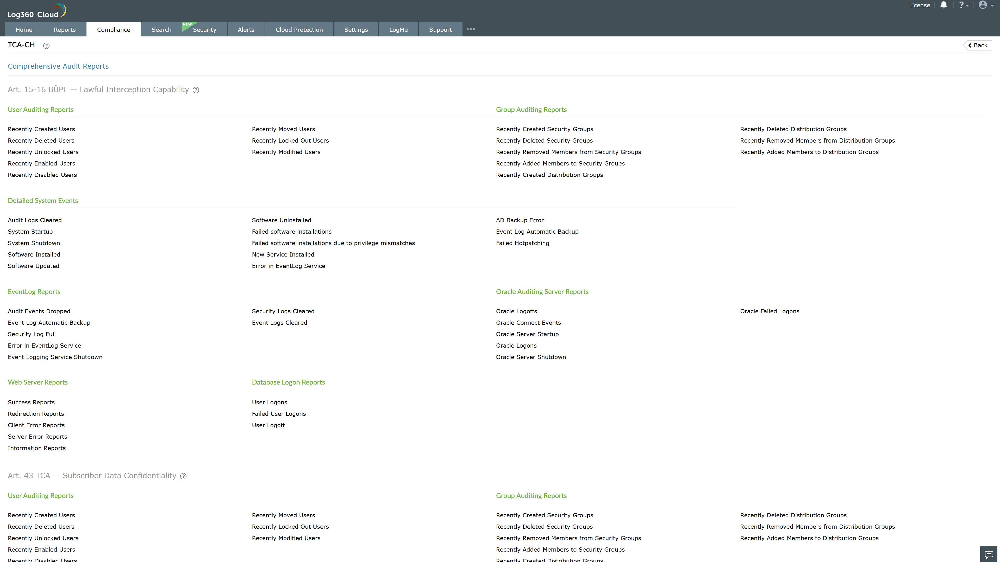 License
?
Log360 Cloud
Home
Reports
Compliance
Search
NEW
Security
Alerts
Cloud Protection
Settings
LogMe
Support
TCA-CH ?
Back
Comprehensive Audit Reports
Art. 15-16 BÜPF — Lawful Interception Capability ?
User Auditing Reports
Recently Created Users
Recently Deleted Users
Recently Unlocked Users
Recently Enabled Users
Recently Disabled Users
Recently Moved Users
Recently Locked Out Users
Recently Modified Users
Group Auditing Reports
Recently Created Security Groups
Recently Deleted Security Groups
Recently Removed Members from Security Groups
Recently Added Members to Security Groups
Recently Created Distribution Groups
Recently Deleted Distribution Groups
Recently Removed Members from Distribution Groups
Recently Added Members to Distribution Groups
Detailed System Events
Audit Logs Cleared
System Startup
System Shutdown
Software Installed
Software Updated
Software Uninstalled
Failed software installations
Failed software installations due to privilege mismatches
New Service Installed
Error in EventLog Service
AD Backup Error
Event Log Automatic Backup
Failed Hotpatching
EventLog Reports
Audit Events Dropped
Event Log Automatic Backup
Security Log Full
Error in EventLog Service
Event Logging Service Shutdown
Security Logs Cleared
Event Logs Cleared
Oracle Auditing Server Reports
Oracle Logoffs
Oracle Connect Events
Oracle Server Startup
Oracle Logons
Oracle Server Shutdown
Oracle Failed Logons
Web Server Reports
Success Reports
Redirection Reports
Client Error Reports
Server Error Reports
Information Reports
Database Logon Reports
User Logons
Failed User Logons
User Logoff
Art. 43 TCA — Subscriber Data Confidentiality ?
User Auditing Reports
Recently Created Users
Recently Deleted Users
Recently Unlocked Users
Recently Enabled Users
Recently Disabled Users
Recently Moved Users
Recently Locked Out Users
Recently Modified Users
Group Auditing Reports
Recently Created Security Groups
Recently Deleted Security Groups
Recently Removed Members from Security Groups
Recently Added Members to Security Groups
Recently Created Distribution Groups
Recently Deleted Distribution Groups
Recently Removed Members from Distribution Groups
Recently Added Members to Distribution Groups